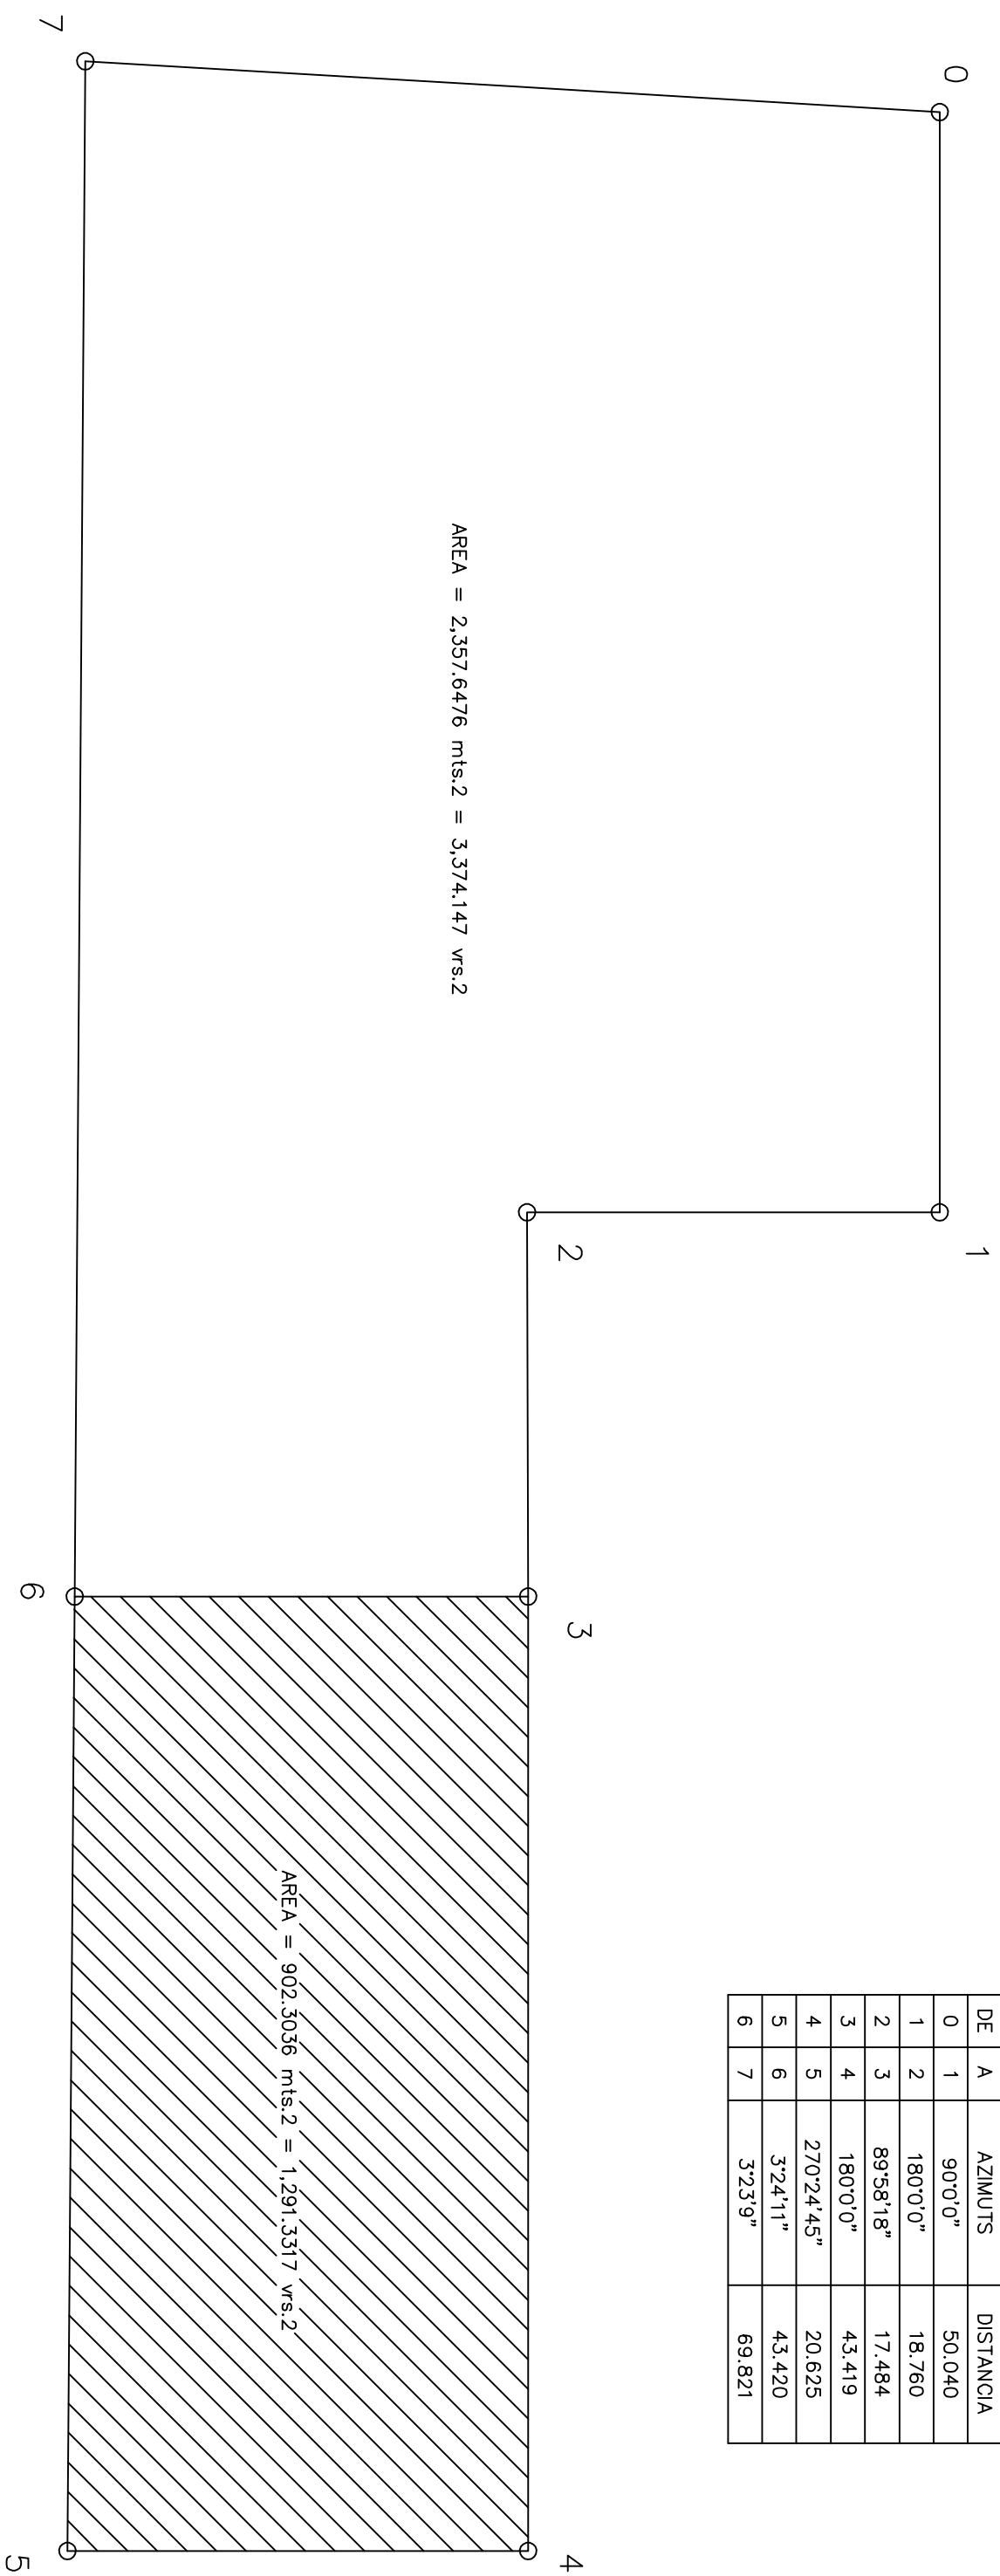 DE A AZIMUTS DISTANCIA
0 1 90°0'0" 50.040
1 2 180°0'0" 18.760
2 3 89°58'18" 17.484
3 4 180°0'0" 43.419
4 5 270°24'45" 20.625
5 6 3°24'11" 43.420
6 7 3°23'9" 69.821
0
1
2
3
4
5
6
7
AREA = 2,357.6476 mts.2 = 3,374.147 vrs.2
AREA = 902.3036 mts.2 = 1,291.3317 vrs.2